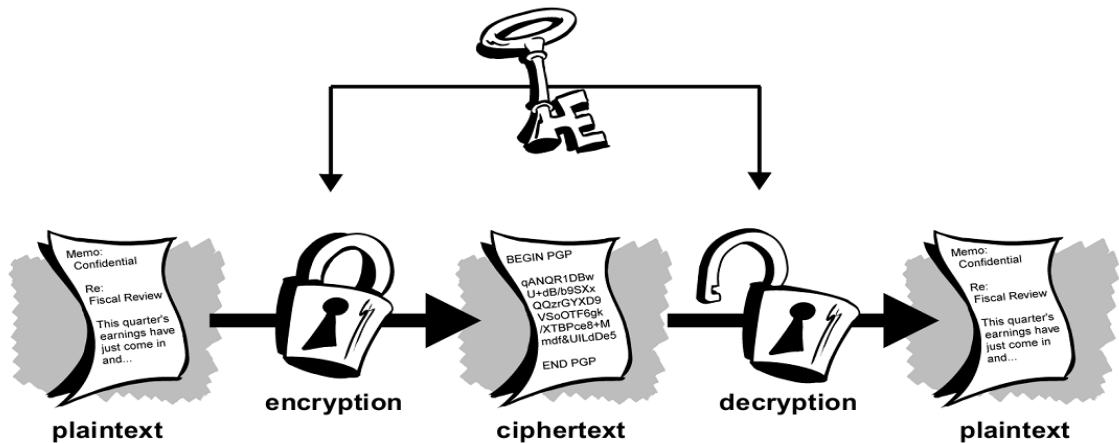 Memo:
Confidential
Re:
Fiscal Review
This quarter's
earnings have
just come in
and...
plaintext
encryption
BEGIN PGP
qANQR1DBw
U+dB/b9SXx
QQzrGYXD9
VSoOTF6gk
/XTBPce8+M
mdf&UILdDe5
END PGP
ciphertext
decryption
Memo:
Confidential
Re:
Fiscal Review
This quarter's
earnings have
just come in
and...
plaintext